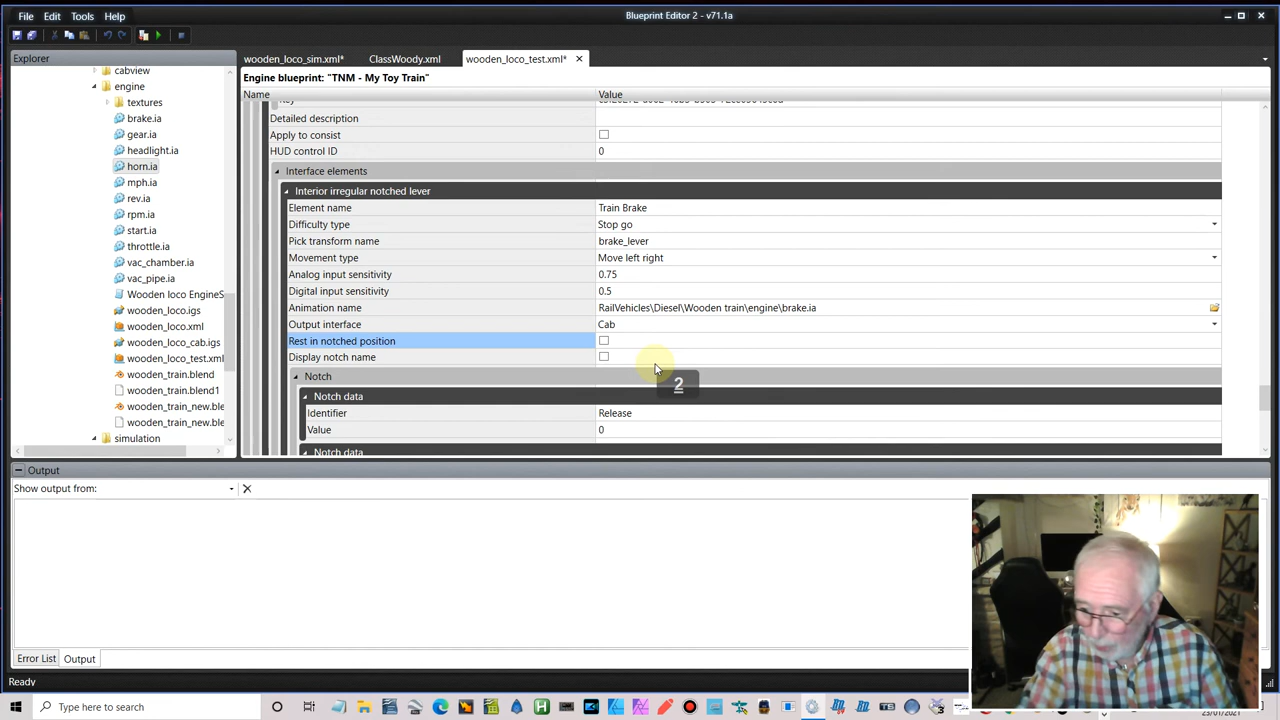 File Edit Tools Help
Blueprint Editor 2 - v71.1a
Explorer
wooden_loco_sim.xml*
ClassWoody.xml
wooden_loco_test.xml*
Engine blueprint: "TNM - My Toy Train"
Name
Value
cabview
engine
textures
brake.ia
gear.ia
headlight.ia
horn.ia
mph.ia
rev.ia
rpm.ia
start.ia
throttle.ia
vac_chamber.ia
vac_pipe.ia
Wooden loco EngineS
wooden_loco.igs
wooden_loco.xml
wooden_loco_cab.igs
wooden_loco_test.xml
wooden_train.blend
wooden_train.blend1
wooden_train_new.ble
wooden_train_new.ble
simulation
Detailed description
Apply to consist
HUD control ID 0
Interface elements
Interior irregular notched lever
Element name Train Brake
Difficulty type Stop go
Pick transform name brake_lever
Movement type Move left right
Analog input sensitivity 0.75
Digital input sensitivity 0.5
Animation name RailVehicles\Diesel\Wooden train\engine\brake.ia
Output interface Cab
Rest in notched position
Display notch name
2
Notch
Notch data
Identifier Release
Value 0
Notch data
Output
Show output from:
Error List Output
Ready
Type here to search
23/01/2021